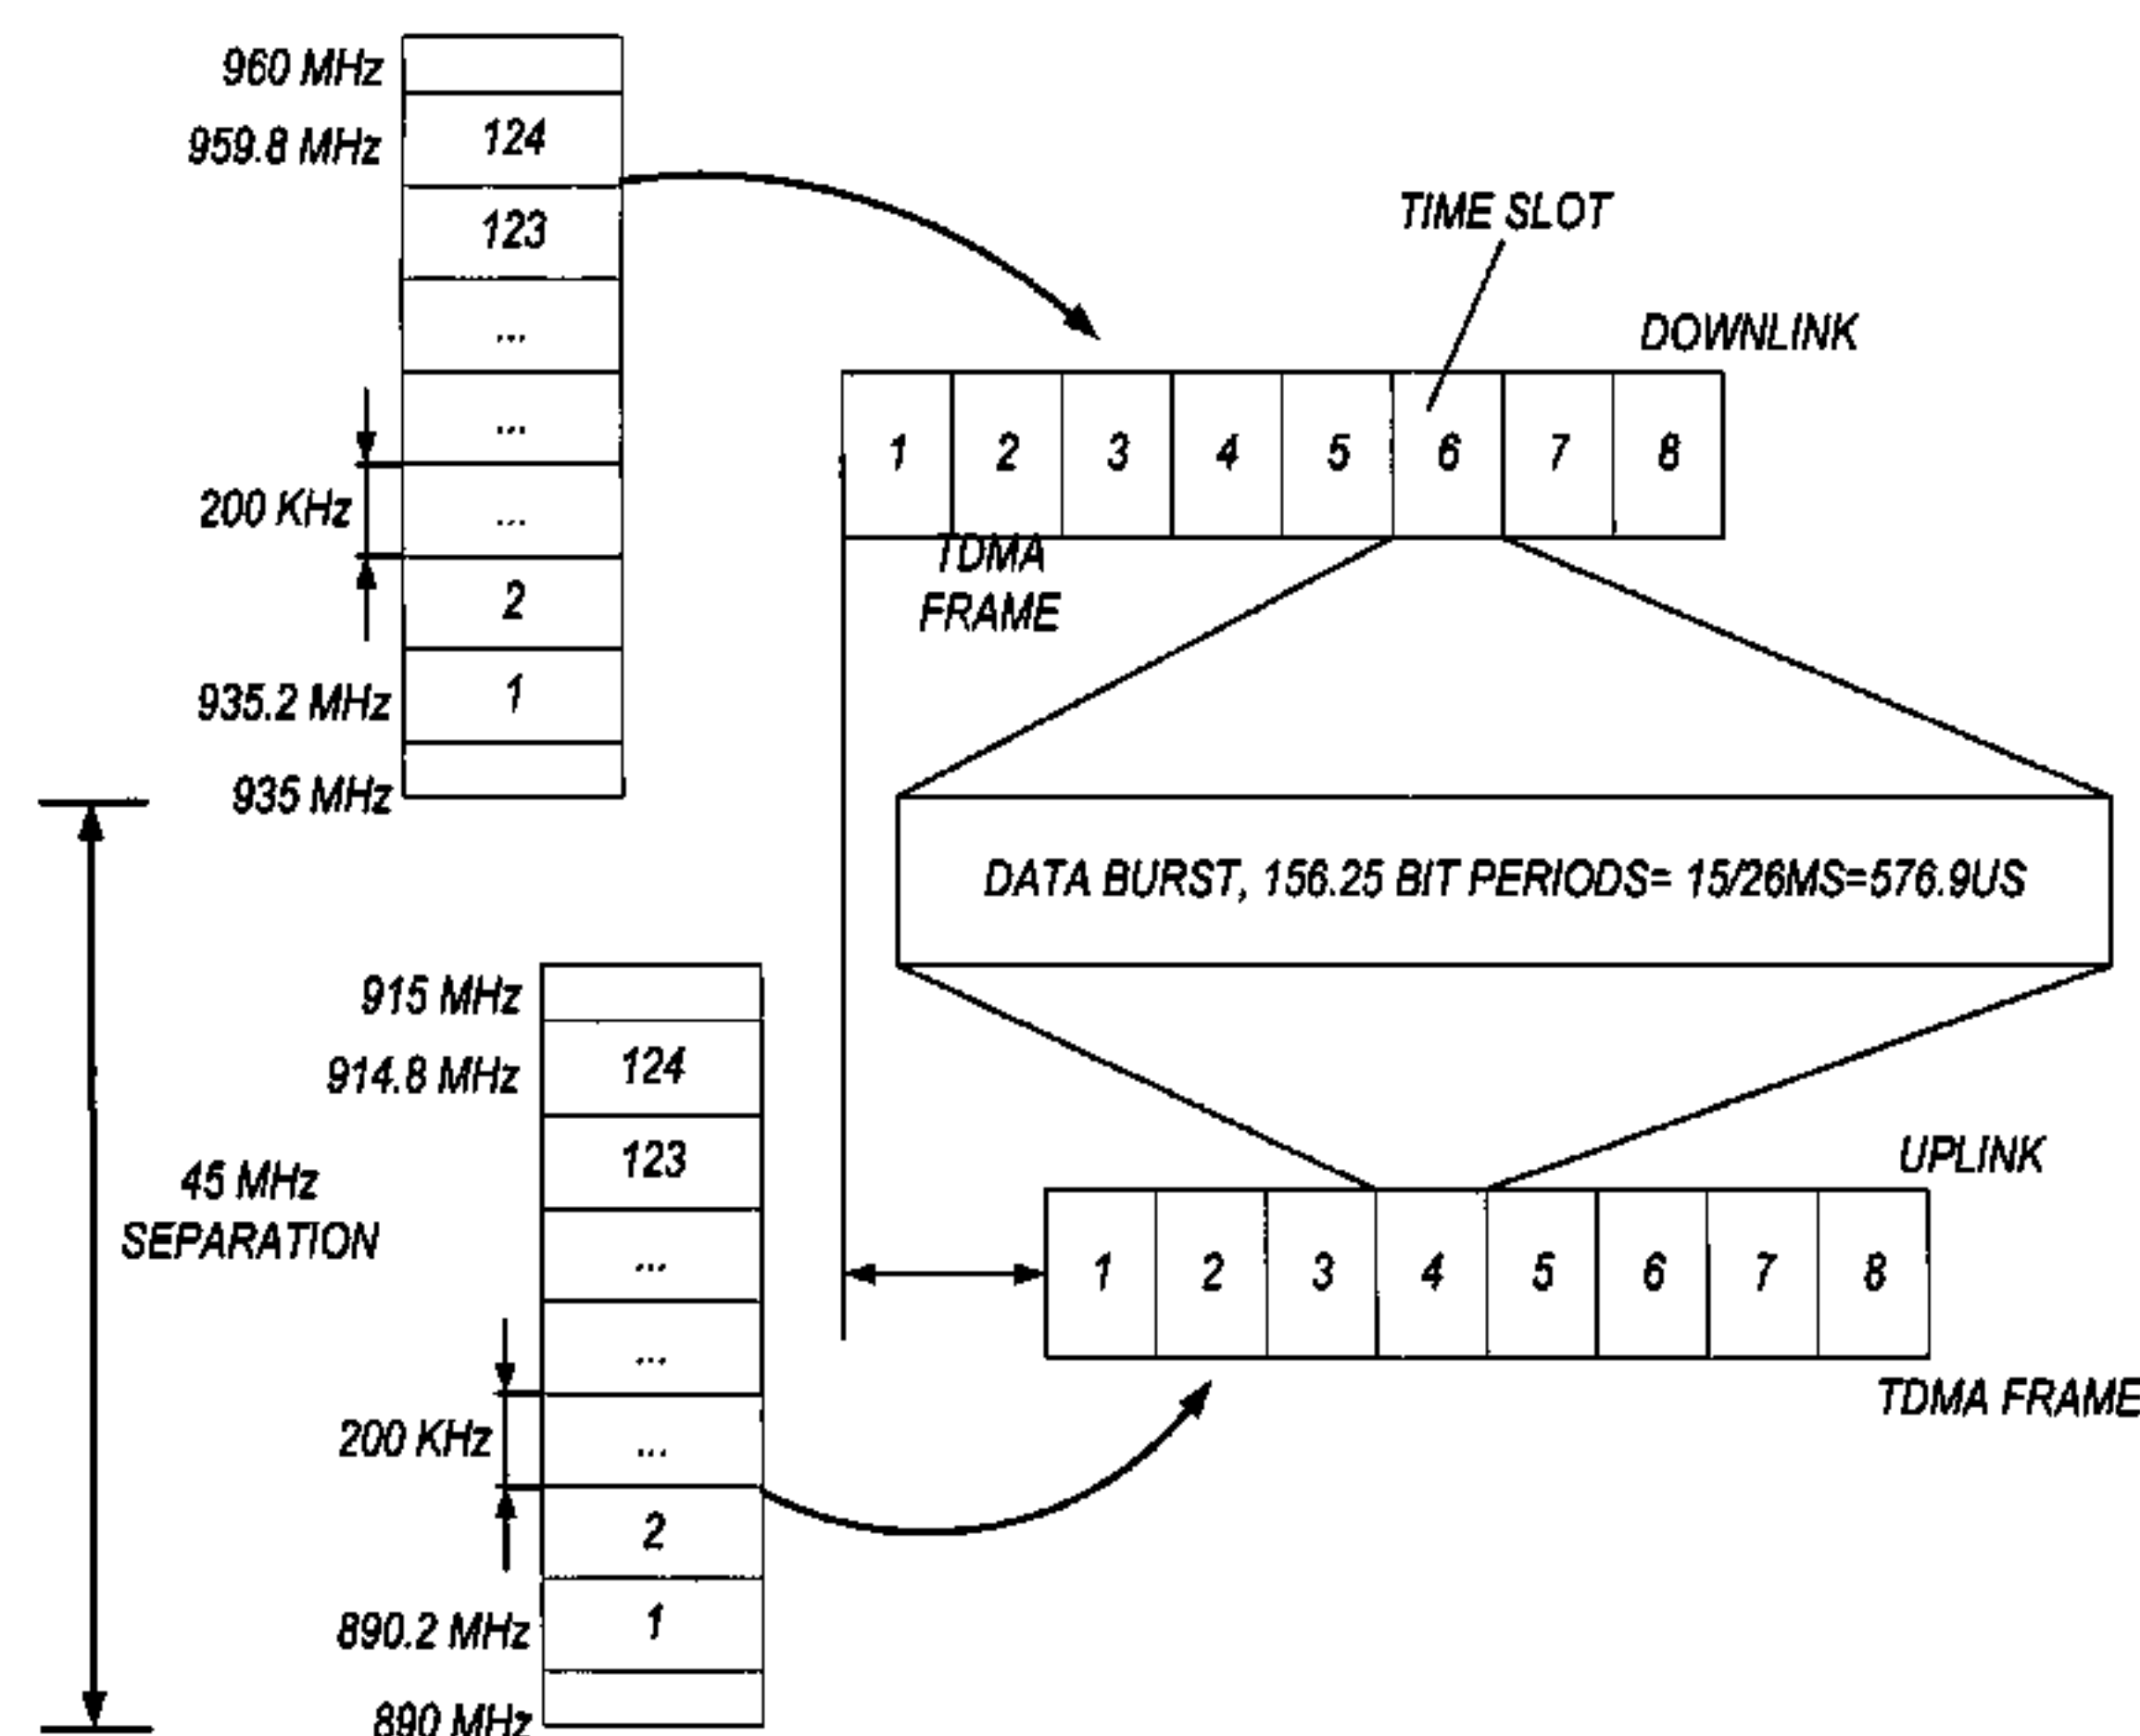 960 MHz
959.8 MHz
124
123
...
...
200 KHz
...
2
935.2 MHz
1
935 MHz
TIME SLOT
DOWNLINK
1 2 3 4 5 6 7 8
TDMA
FRAME
DATA BURST, 156.25 BIT PERIODS= 15/26MS=576.9US
45 MHz
SEPARATION
915 MHz
914.8 MHz
124
123
...
...
200 KHz
...
2
890.2 MHz
1
890 MHz
UPLINK
1 2 3 4 5 6 7 8
TDMA FRAME